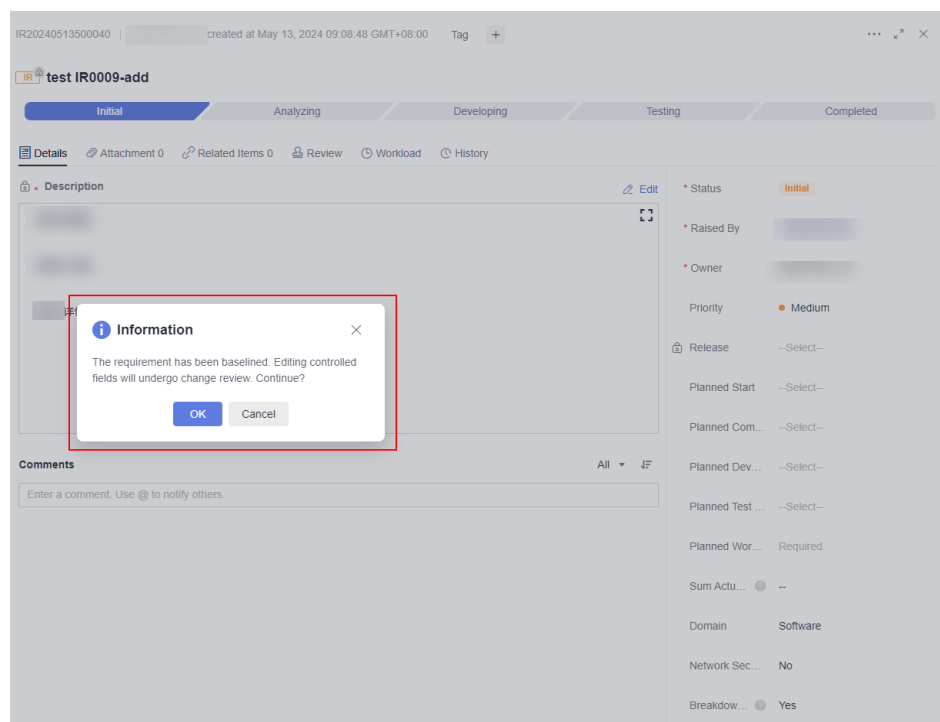 IR20240513500040 | created at May 13, 2024 09:08:48 GMT+08:00 Tag +
IR test IR0009-add
Initial Analyzing Developing Testing Completed
Details Attachment 0 Related Items 0 Review Workload History
* Description Edit
* Status Initial
* Raised By
* Owner
Priority Medium
Release --Select--
Planned Start --Select--
Planned Com... --Select--
Planned Dev... --Select--
Planned Test ... --Select--
Planned Wor... Required.
Sum Actu... --
Domain Software
Network Sec... No
Breakdow... Yes
Information
The requirement has been baselined. Editing controlled
fields will undergo change review. Continue?
OK Cancel
Comments All
Enter a comment. Use @ to notify others.